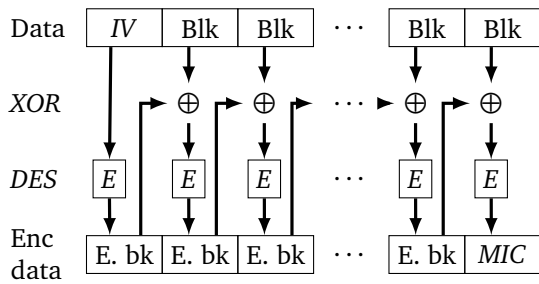 Data IV Blk Blk ··· Blk Blk
XOR ⊕ ⊕ ··· ⊕ ⊕
DES E E E ··· E E
Enc data E. bk E. bk E. bk ··· E. bk MIC